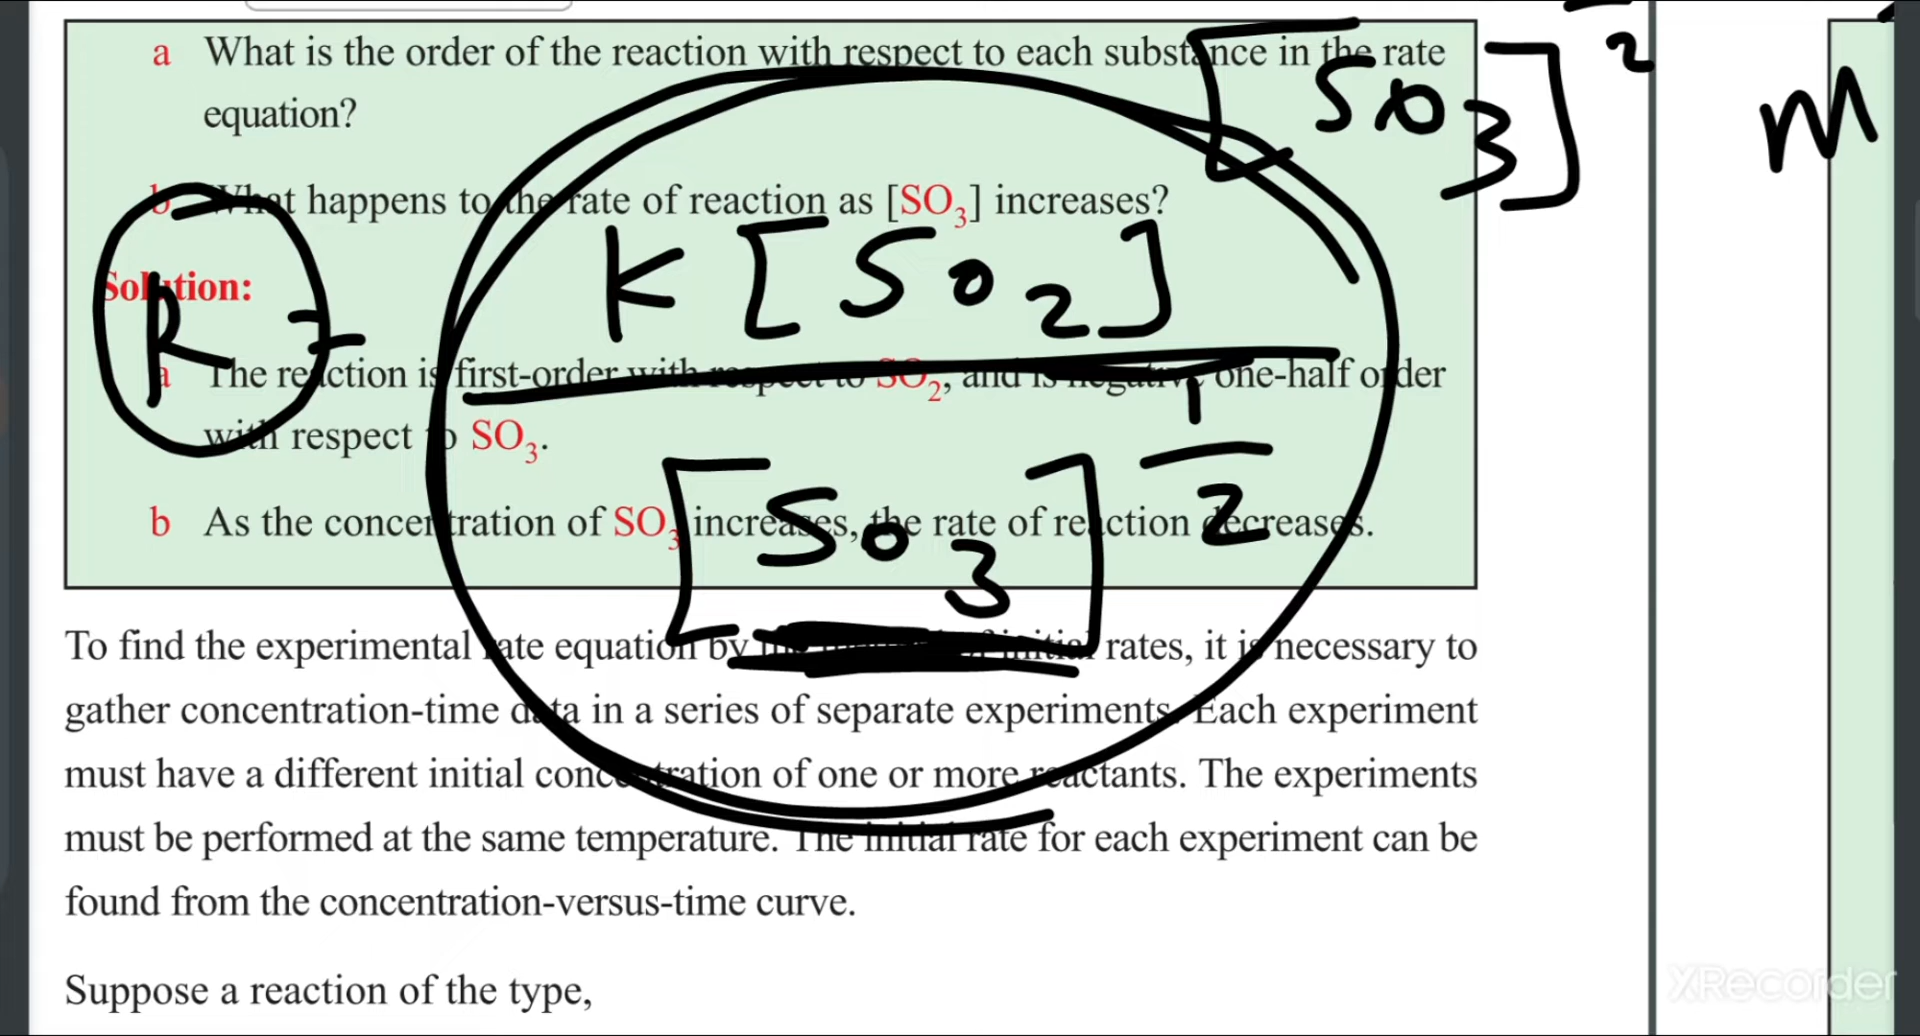 a What is the order of the reaction with respect to each substance in the rate
equation?
[SO3] 2
m
b What happens to the rate of reaction as [SO3] increases?
Solution:
R = K [SO2]
[SO3] 1/2
a The reaction is first-order with respect to SO2, and is negative one-half order
with respect to SO3.
b As the concentration of SO3 increases, the rate of reaction decreases.
To find the experimental rate equation by initial rates, it is necessary to
gather concentration-time data in a series of separate experiments. Each experiment
must have a different initial concentration of one or more reactants. The experiments
must be performed at the same temperature. The initial rate for each experiment can be
found from the concentration-versus-time curve.
Suppose a reaction of the type,
XRecorder